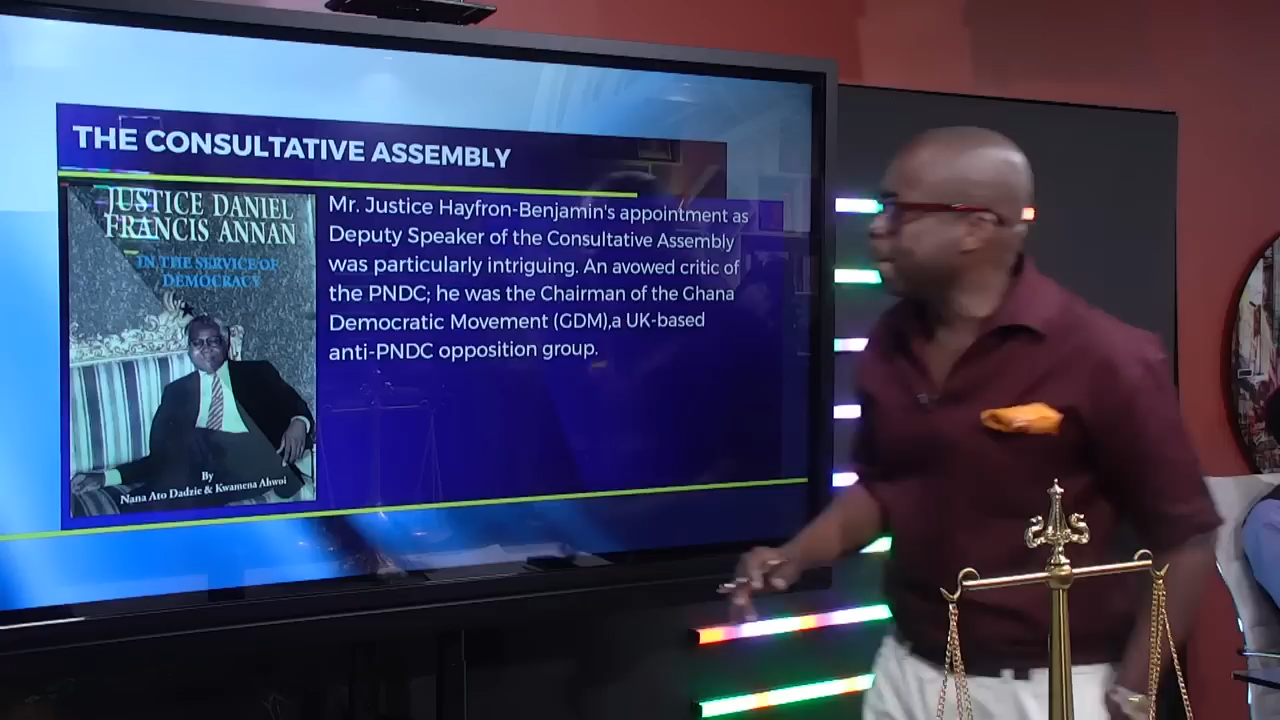 THE CONSULTATIVE ASSEMBLY
JUSTICE DANIEL
FRANCIS ANNAN
IN THE SERVICE OF
DEMOCRACY
By
Nana Ato Dadzie & Kwamena Ahwoi
Mr. Justice Hayfron-Benjamin's appointment as
Deputy Speaker of the Consultative Assembly
was particularly intriguing. An avowed critic of
the PNDC; he was the Chairman of the Ghana
Democratic Movement (GDM),a UK-based
anti-PNDC opposition group.